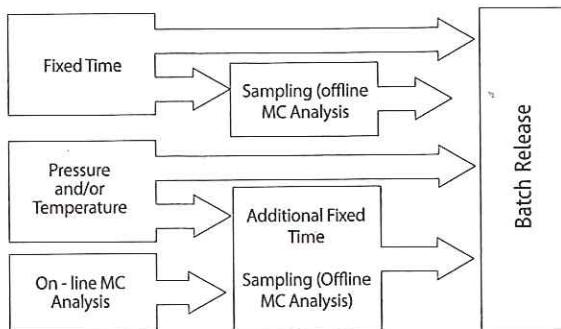 Fixed Time
Sampling (offline
MC Analysis
Pressure
and/or
Temperature
Additional Fixed
Time
Sampling (Offline
MC Analysis)
On - line MC
Analysis
Batch Release